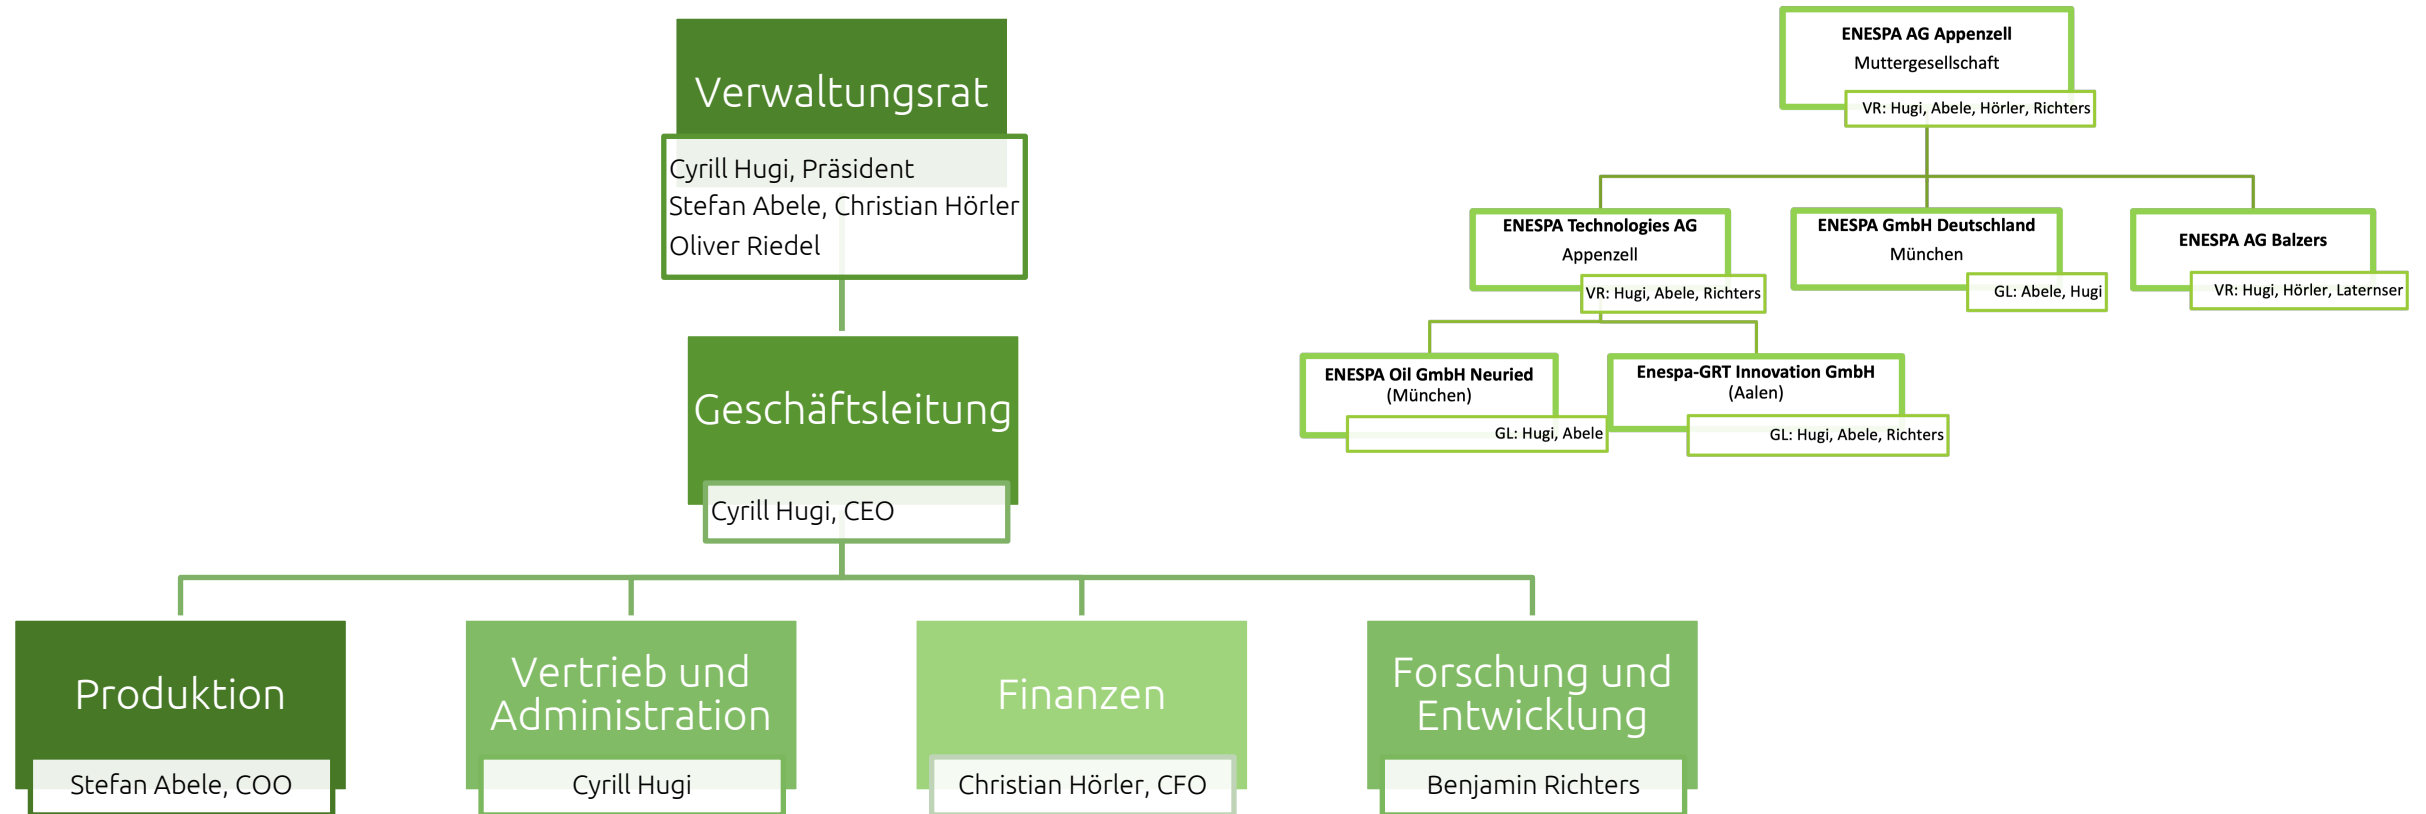 Verwaltungsrat
Cyrill Hugi, Präsident
Stefan Abele, Christian Hörler
Oliver Riedel
Geschäftsleitung
Cyrill Hugi, CEO
Produktion
Stefan Abele, COO
Vertrieb und
Administration
Cyrill Hugi
Finanzen
Christian Hörler, CFO
Forschung und
Entwicklung
Benjamin Richters
ENESPA AG Appenzell
Muttergesellschaft
VR: Hugi, Abele, Hörler, Richters
ENESPA Technologies AG
Appenzell
VR: Hugi, Abele, Richters
ENESPA GmbH Deutschland
München
GL: Abele, Hugi
ENESPA AG Balzers
VR: Hugi, Hörler, Laternser
ENESPA Oil GmbH Neuried
(München)
GL: Hugi, Abele
Enespa-GRT Innovation GmbH
(Aalen)
GL: Hugi, Abele, Richters